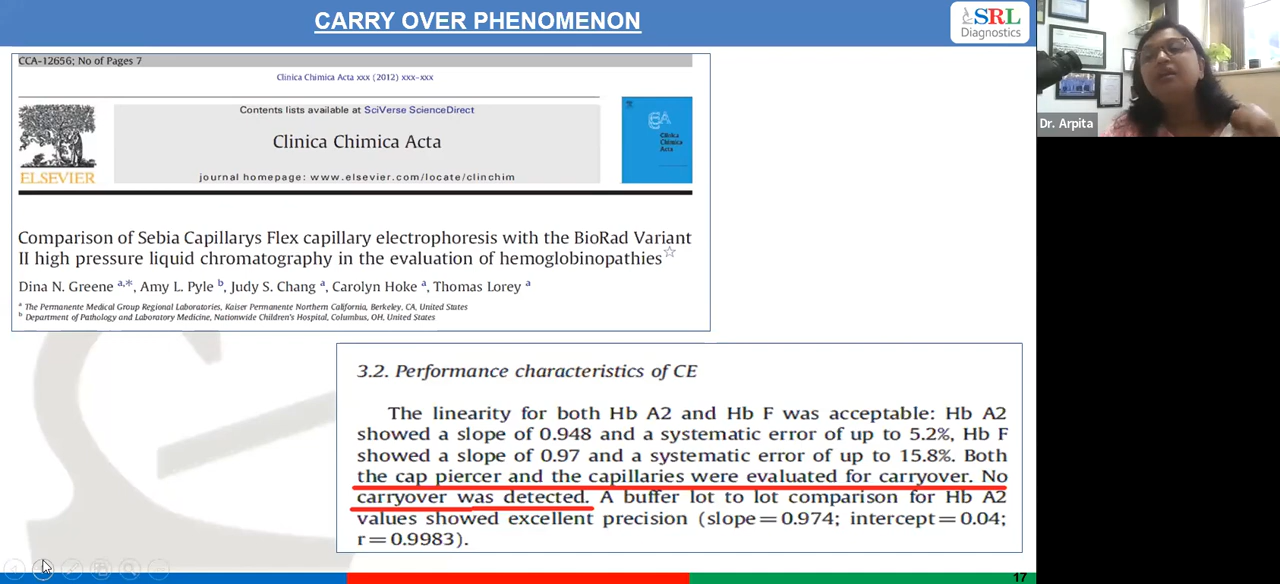 CARRY OVER PHENOMENON
SRL
Diagnostics
Dr. Arpita
CCA-12656; No of Pages 7
Clinica Chimica Acta xxx (2012) xxx–xxx
Contents lists available at SciVerse ScienceDirect
Clinica Chimica Acta
journal homepage: www.elsevier.com/locate/clinchim
ELSEVIER
Clinica
Chimica
Acta
Comparison of Sebia Capillarys Flex capillary electrophoresis with the BioRad Variant
II high pressure liquid chromatography in the evaluation of hemoglobinopathies☆
Dina N. Greene a,*, Amy L. Pyle b, Judy S. Chang a, Carolyn Hoke a, Thomas Lorey a
a The Permanente Medical Group Regional Laboratories, Kaiser Permanente Northern California, Berkeley, CA, United States
b Department of Pathology and Laboratory Medicine, Nationwide Children's Hospital, Columbus, OH, United States
3.2. Performance characteristics of CE
The linearity for both Hb A2 and Hb F was acceptable: Hb A2
showed a slope of 0.948 and a systematic error of up to 5.2%, Hb F
showed a slope of 0.97 and a systematic error of up to 15.8%. Both
the cap piercer and the capillaries were evaluated for carryover. No
carryover was detected. A buffer lot to lot comparison for Hb A2
values showed excellent precision (slope=0.974; intercept=0.04;
r=0.9983).
17